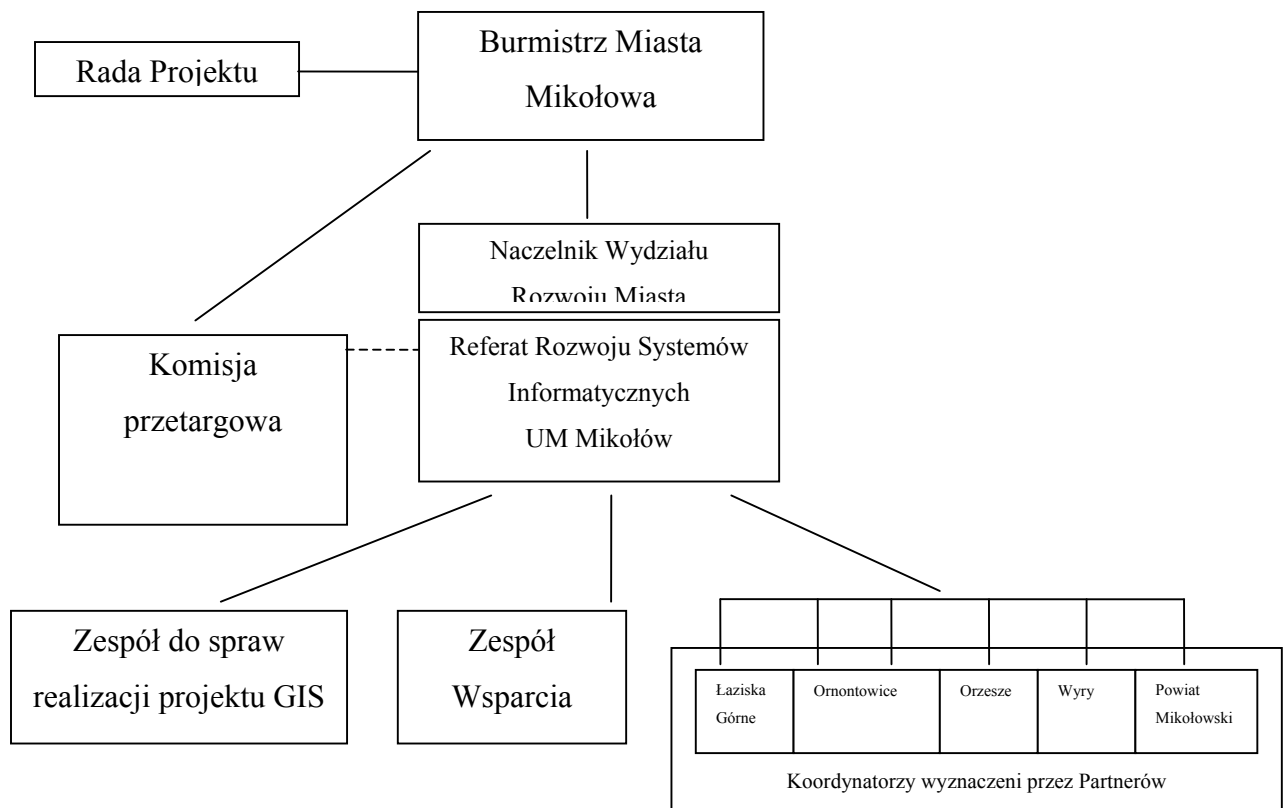 Rada Projektu
Burmistrz Miasta
Mikołowa
Naczelnik Wydziału
Rozwoju Miasta
Komisja
przetargowa
Referat Rozwoju Systemów
Informatycznych
UM Mikołów
Zespół do spraw
realizacji projektu GIS
Zespół
Wsparcia
Łaziska
Górne
Ornontowice
Orzesze
Wyry
Powiat
Mikołowski
Koordynatorzy wyznaczeni przez Partnerów